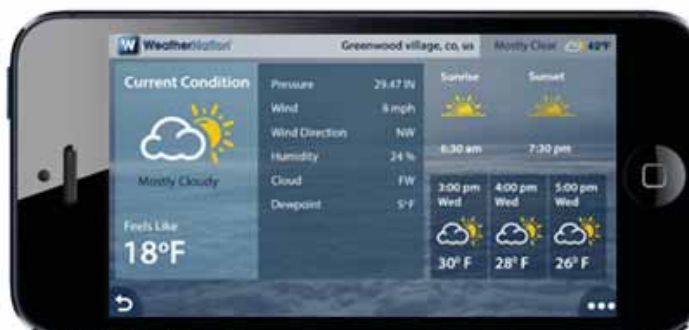 W WeatherNation
Greenwood village, co, us
Mostly Clear 40°F
Current Condition
Mostly Cloudy
Feels Like
18°F
Pressure 29.47 IN
Wind 8 mph
Wind Direction NW
Humidity 24 %
Cloud FW
Dewpoint 5°F
Sunrise Sunset
6:30 am 7:30 pm
3:00 pm 4:00 pm 5:00 pm
Wed Wed Wed
30° F 28° F 26° F